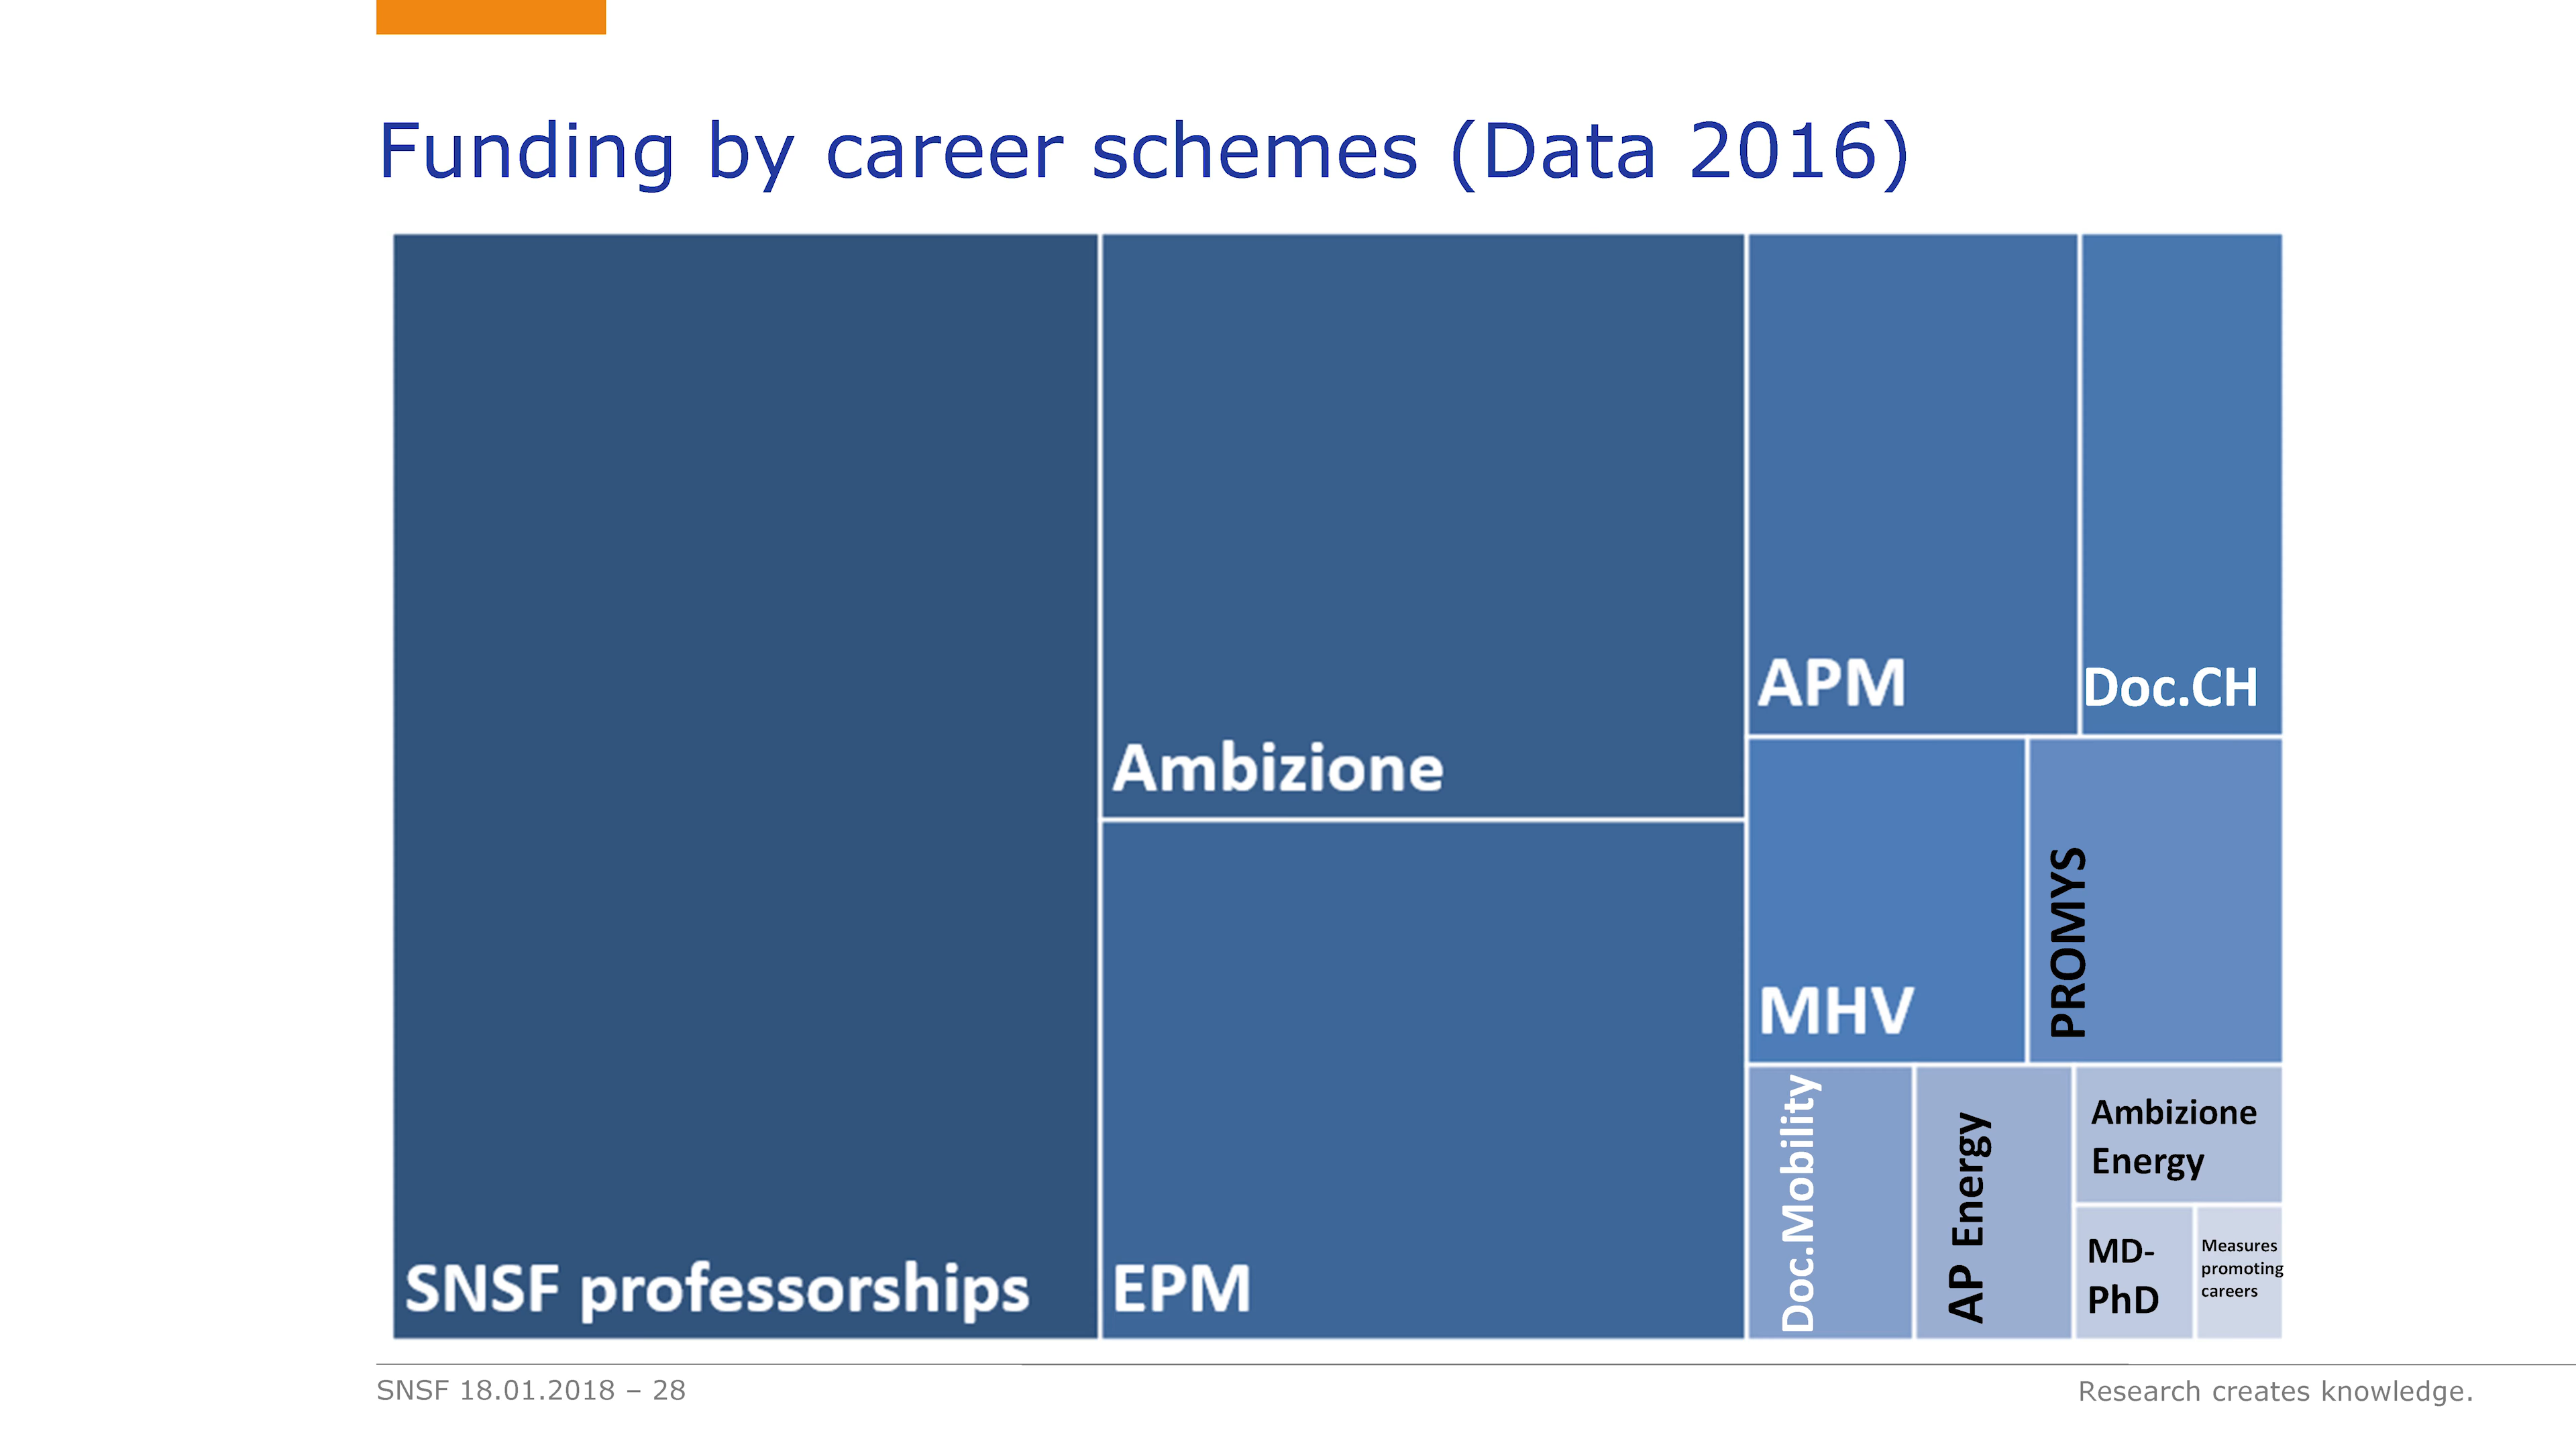 Funding by career schemes (Data 2016)
SNSF professorships
Ambizione
EPM
APM
Doc.CH
MHV
PROMYS
Doc.Mobility
AP Energy
Ambizione
Energy
MD-
PhD
Measures
promoting
careers
SNSF 18.01.2018 – 28
Research creates knowledge.